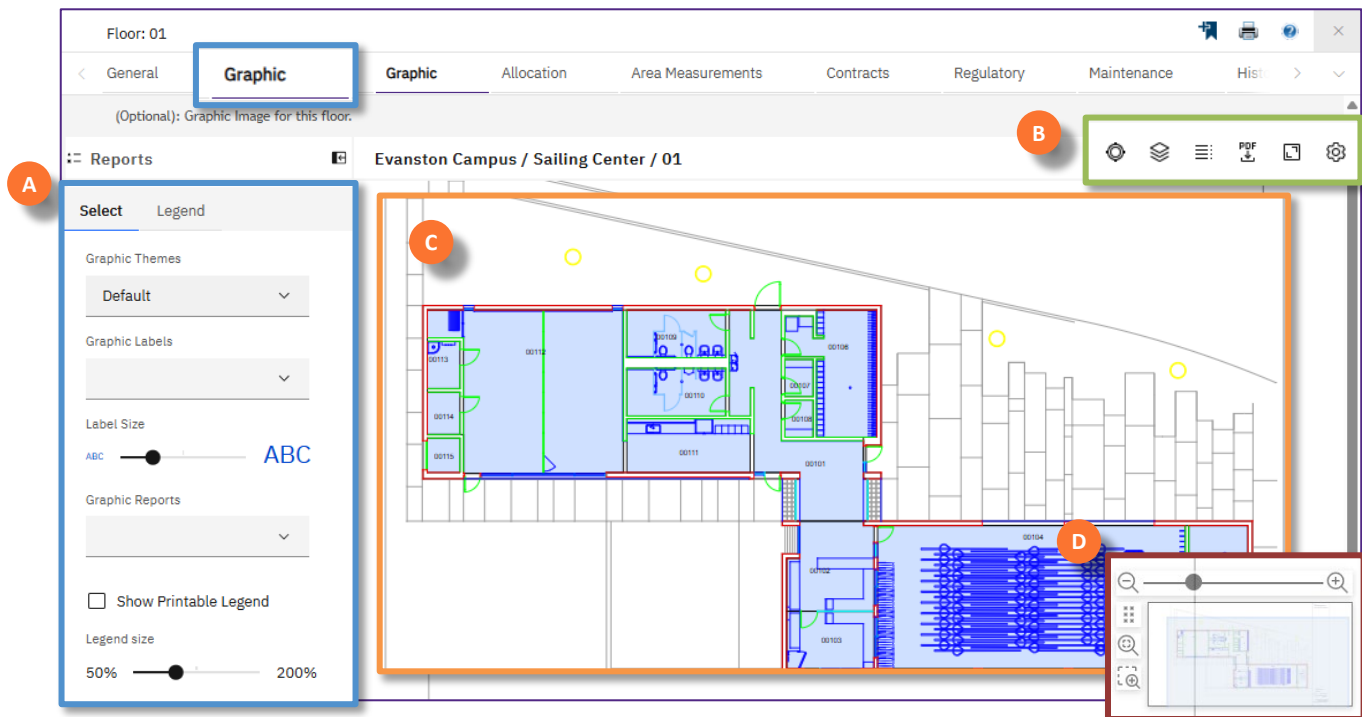 Floor: 01
General
Graphic
Graphic
Allocation
Area Measurements
Contracts
Regulatory
Maintenance
Hist
(Optional): Graphic Image for this floor.
B
PDF
Reports
Evanston Campus / Sailing Center / 01
A
Select
Legend
C
Graphic Themes
Default
Graphic Labels
Label Size
ABC
ABC
Graphic Reports
Show Printable Legend
Legend size
50%
200%
00109
00106
00113
00112
00107
00110
00114
00108
00111
00115
00101
00104
D
00102
00103